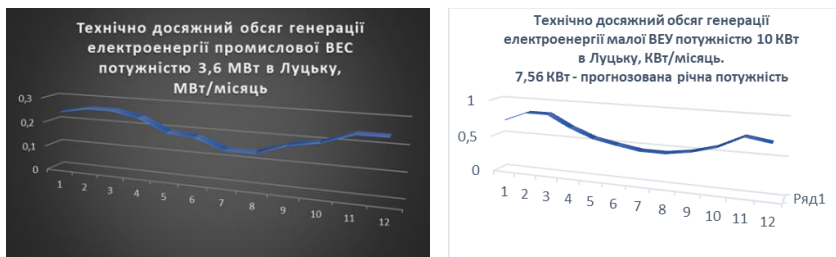 Технічно досяжний обсяг генерації
електроенергії промислової ВЕС
потужністю 3,6 МВт в Луцьку,
МВт/місяць
0,3
0,2
0,1
0
1 2 3 4 5 6 7 8 9 10 11 12
Технічно досяжний обсяг генерації
електроенергії малої ВЕУ потужністю 10 КВт
в Луцьку, КВт/місяць.
7,56 КВт - прогнозована річна потужність
1
0,5
0
1 2 3 4 5 6 7 8 9 10 11 12
Ряд1